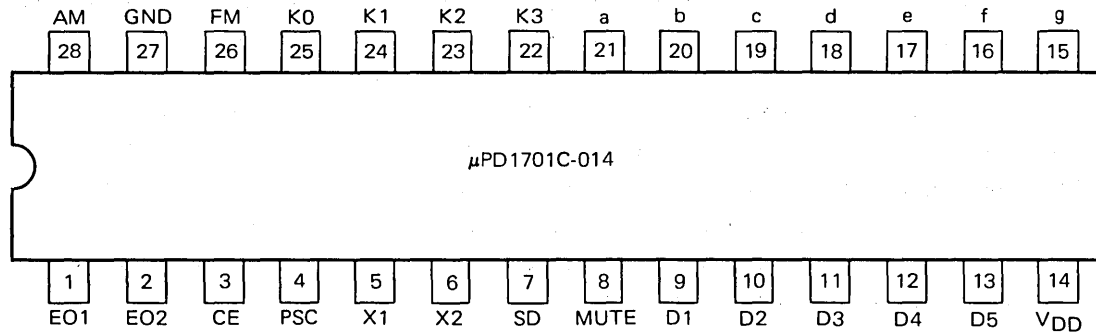 AM GND FM K0 K1 K2 K3 a b c d e f g
28 27 26 25 24 23 22 21 20 19 18 17 16 15
μPD1701C-014
1 2 3 4 5 6 7 8 9 10 11 12 13 14
EO1 EO2 CE PSC X1 X2 SD MUTE D1 D2 D3 D4 D5 VDD